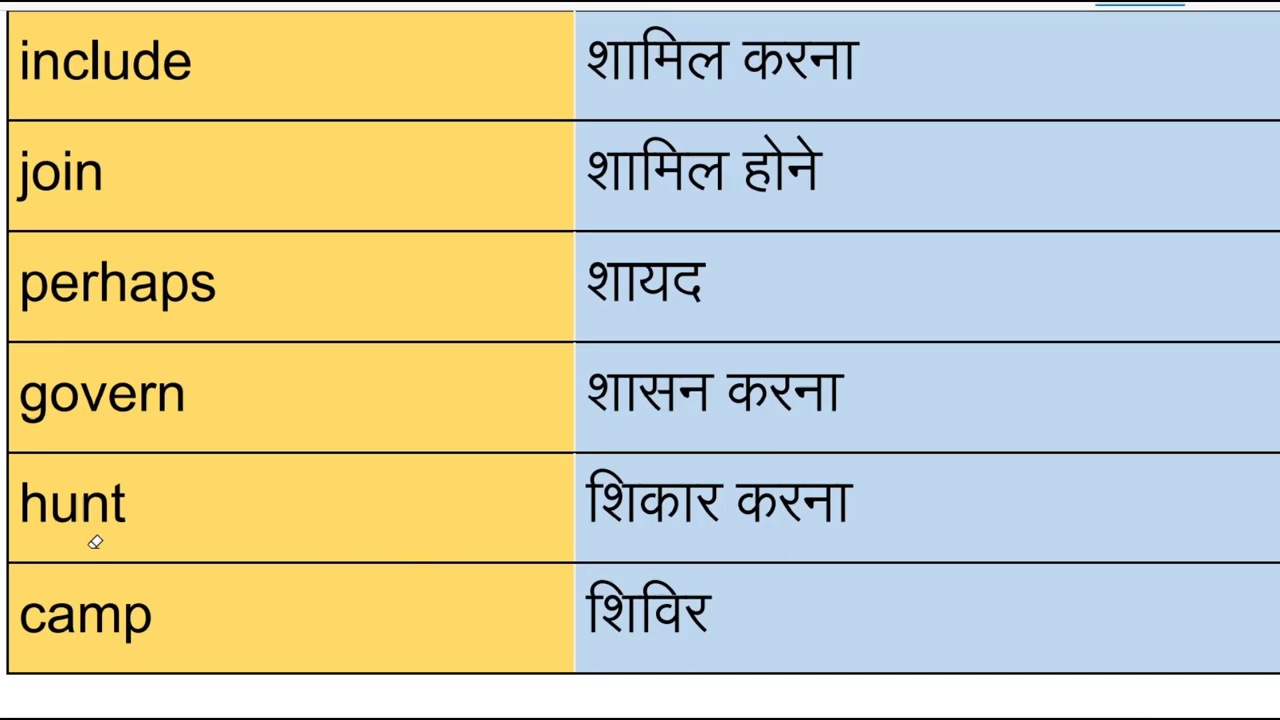 include शामिल करना
join शामिल होने
perhaps शायद
govern शासन करना
hunt शिकार करना
camp शिविर